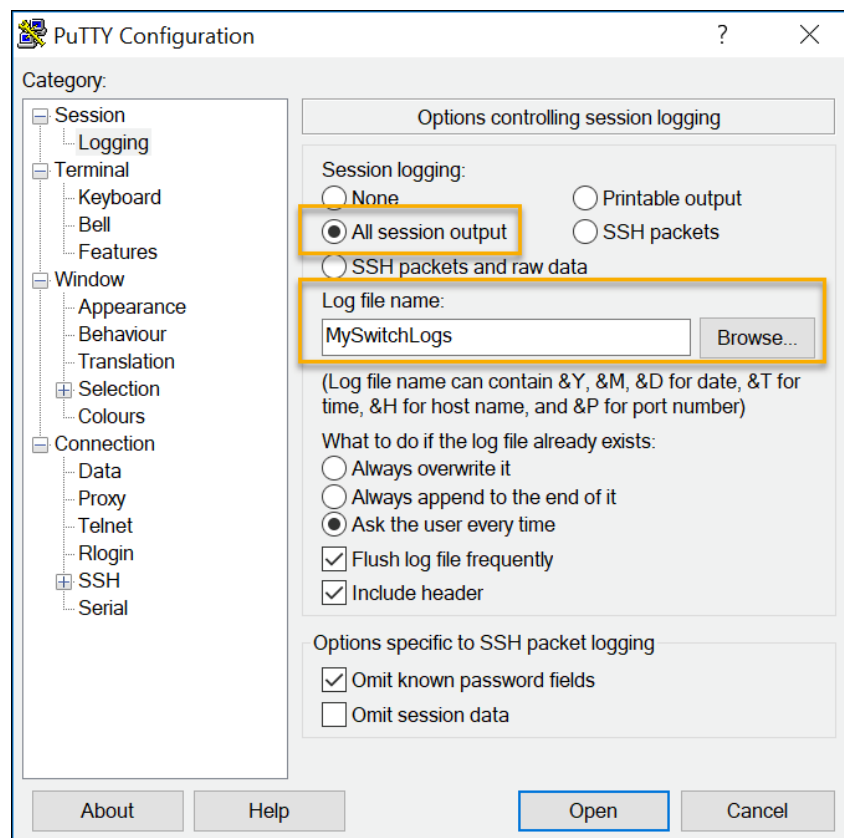 PuTTY Configuration
?
Category:
Session
Logging
Terminal
Keyboard
Bell
Features
Window
Appearance
Behaviour
Translation
Selection
Colours
Connection
Data
Proxy
Telnet
Rlogin
SSH
Serial
Options controlling session logging
Session logging:
None
Printable output
All session output
SSH packets
SSH packets and raw data
Log file name:
MySwitchLogs
Browse...
(Log file name can contain &Y, &M, &D for date, &T for
time, &H for host name, and &P for port number)
What to do if the log file already exists:
Always overwrite it
Always append to the end of it
Ask the user every time
Flush log file frequently
Include header
Options specific to SSH packet logging
Omit known password fields
Omit session data
About
Help
Open
Cancel